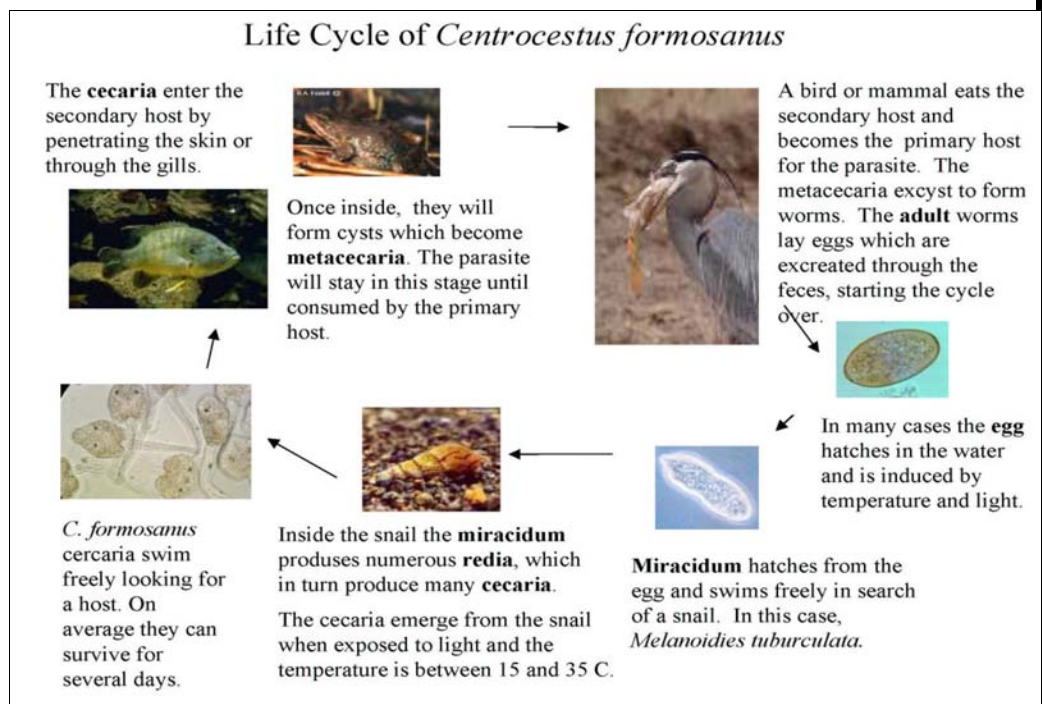 Life Cycle of Centrocestus formosanus
The cecaria enter the
secondary host by
penetrating the skin or
through the gills.
Once inside, they will
form cysts which become
metacecaria. The parasite
will stay in this stage until
consumed by the primary
host.
A bird or mammal eats the
secondary host and
becomes the primary host
for the parasite. The
metacecaria excyst to form
worms. The adult worms
lay eggs which are
excreated through the
feces, starting the cycle
over.
In many cases the egg
hatches in the water
and is induced by
temperature and light.
Miracidum hatches from the
egg and swims freely in search
of a snail. In this case,
Melanoidies tuburculata.
Inside the snail the miracidum
produses numerous redia, which
in turn produce many cecaria.
The cecaria emerge from the snail
when exposed to light and the
temperature is between 15 and 35 C.
C. formosanus
cercaria swim
freely looking for
a host. On
average they can
survive for
several days.